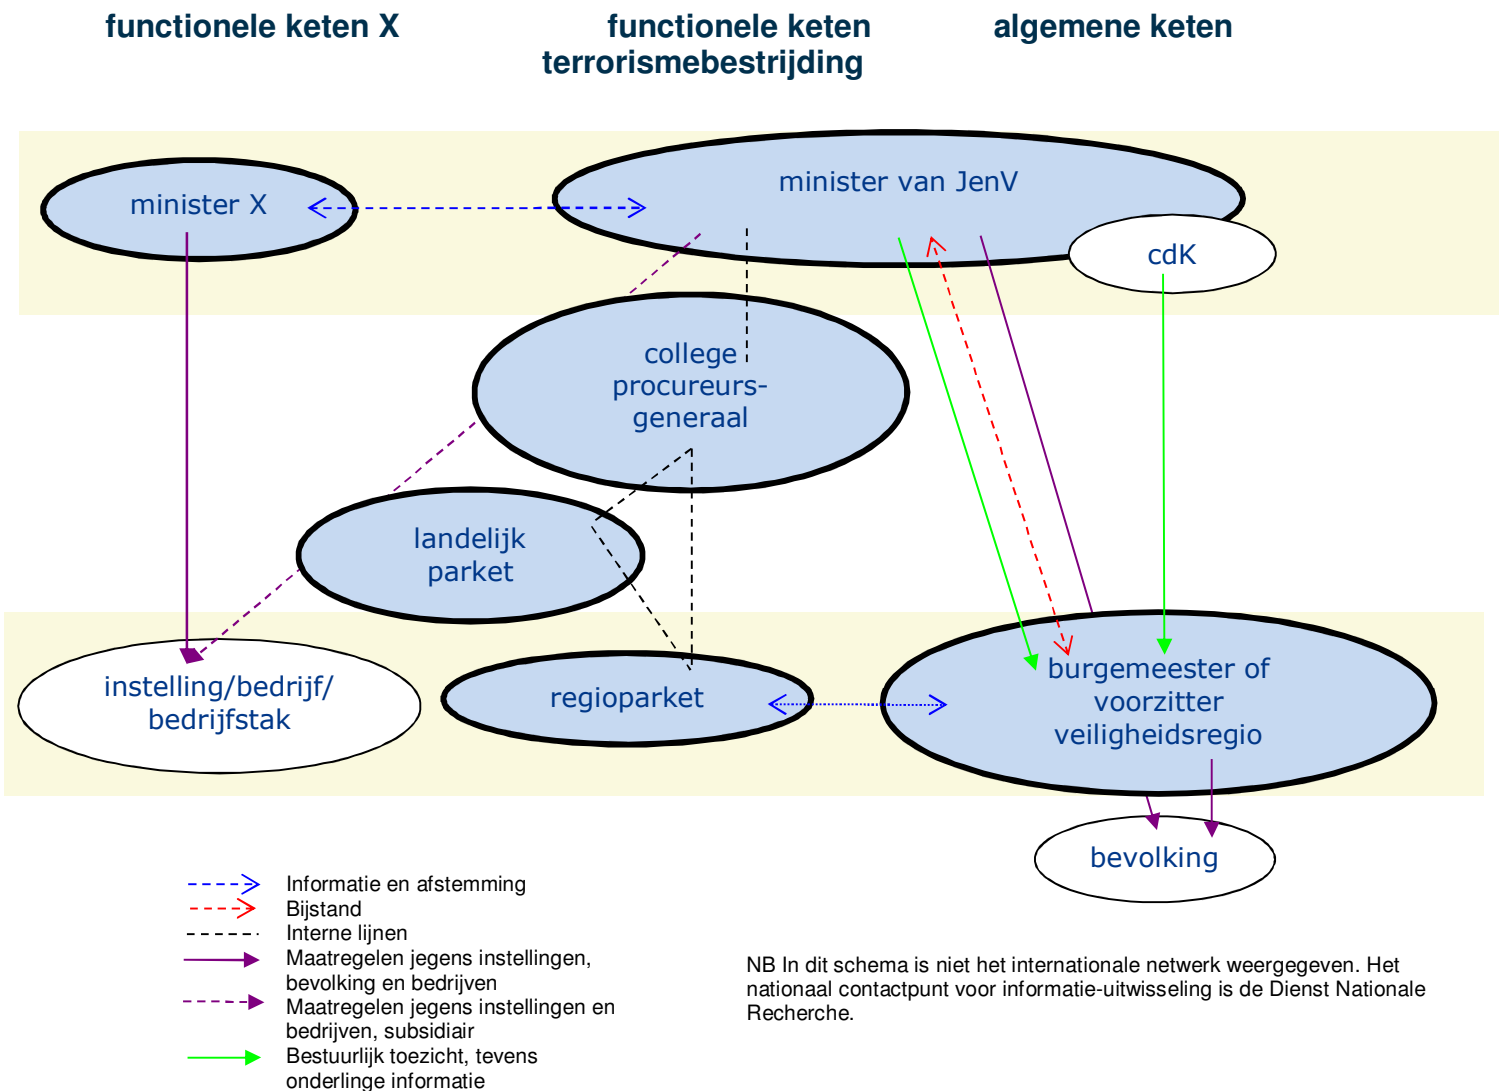 functionele keten X
functionele keten
terrorismebestrijding
algemene keten
minister X
minister van JenV
cdK
college
procureurs-
generaal
landelijk
parket
instelling/bedrijf/
bedrijfstak
regioparket
burgemeester of
voorzitter
veiligheidsregio
bevolking
Informatie en afstemming
Bijstand
Interne lijnen
Maatregelen jegens instellingen,
bevolking en bedrijven
Maatregelen jegens instellingen en
bedrijven, subsidiair
Bestuurlijk toezicht, tevens
onderlinge informatie
NB In dit schema is niet het internationale netwerk weergegeven. Het
nationaal contactpunt voor informatie-uitwisseling is de Dienst Nationale
Recherche.